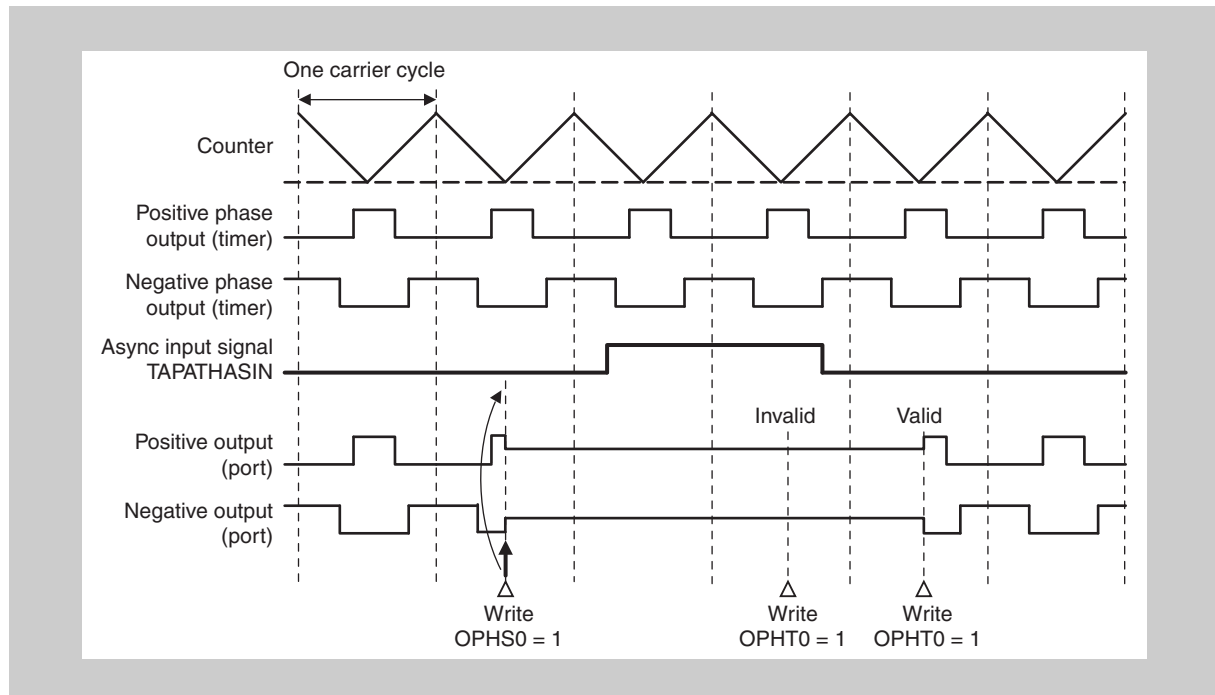 One carrier cycle
Counter
Positive phase
output (timer)
Negative phase
output (timer)
Async input signal
TAPATHASIN
Invalid
Valid
Positive output
(port)
Negative output
(port)
Write
OPHS0 = 1
Write
OPHT0 = 1
Write
OPHT0 = 1